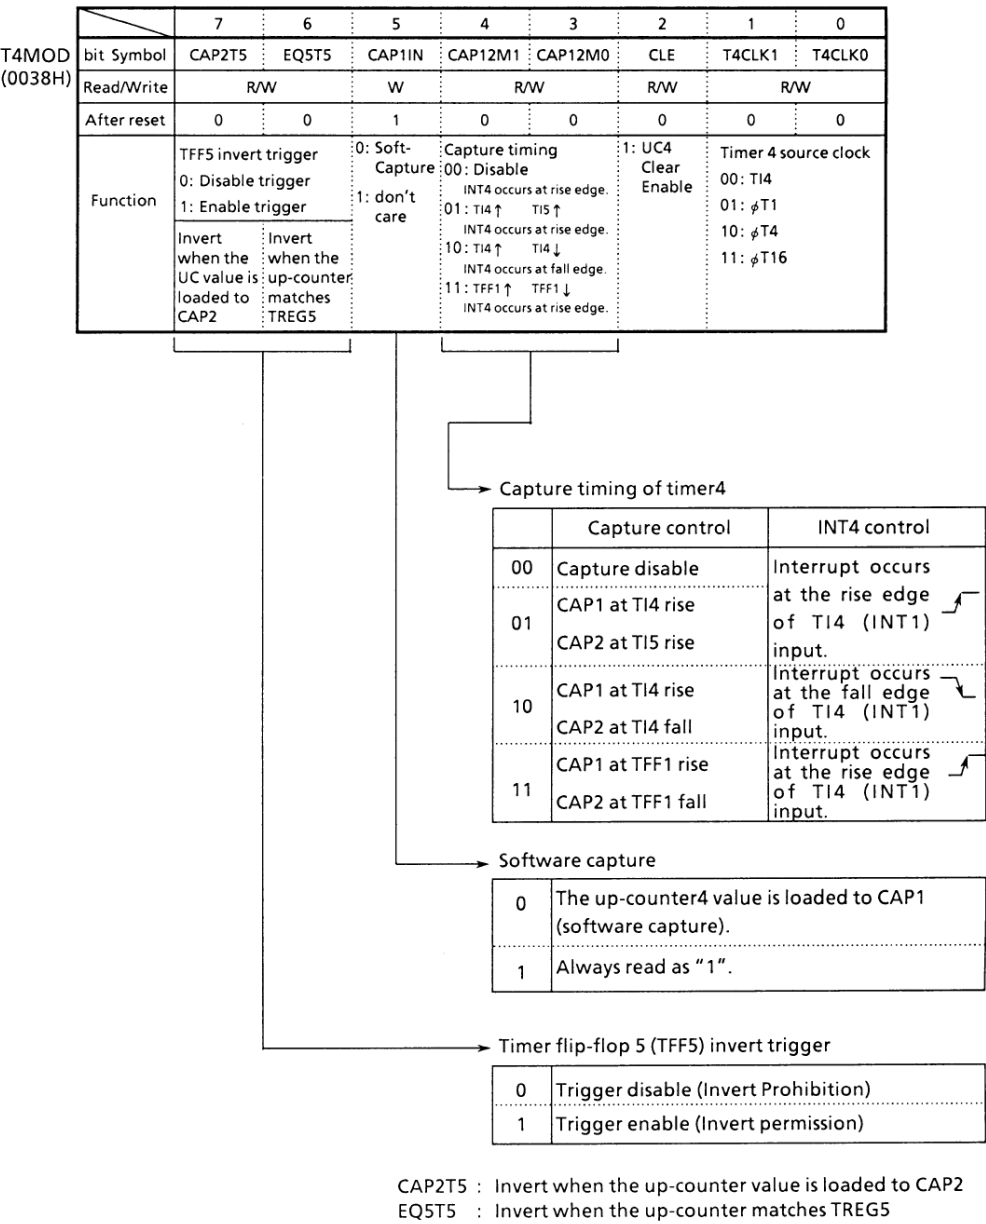 7 6 5 4 3 2 1 0
T4MOD (0038H)
bit Symbol CAP2T5 EQ5T5 CAP1IN CAP12M1 CAP12M0 CLE T4CLK1 T4CLK0
Read/Write R/W W R/W R/W R/W
After reset 0 0 1 0 0 0 0 0
Function
TFF5 invert trigger
0: Disable trigger
1: Enable trigger
Invert
when the
UC value is
loaded to
CAP2
Invert
when the
up-counter
matches
TREG5
0: Soft-
Capture
1: don't
care
Capture timing
00: Disable
INT4 occurs at rise edge.
01: TI4↑ TI5↑
INT4 occurs at rise edge.
10: TI4↑ TI4↓
INT4 occurs at fall edge.
11: TFF1↑ TFF1↓
INT4 occurs at rise edge.
1: UC4
Clear
Enable
Timer 4 source clock
00: TI4
01: ϕT1
10: ϕT4
11: ϕT16
Capture timing of timer4
Capture control INT4 control
00 Capture disable
01 CAP1 at TI4 rise
CAP2 at TI5 rise
Interrupt occurs
at the rise edge
of TI4 (INT1)
input.
10 CAP1 at TI4 rise
CAP2 at TI4 fall
Interrupt occurs
at the fall edge
of TI4 (INT1)
input.
11 CAP1 at TFF1 rise
CAP2 at TFF1 fall
Interrupt occurs
at the rise edge
of TI4 (INT1)
input.
Software capture
0 The up-counter4 value is loaded to CAP1
(software capture).
1 Always read as "1".
Timer flip-flop 5 (TFF5) invert trigger
0 Trigger disable (Invert Prohibition)
1 Trigger enable (Invert permission)
CAP2T5 : Invert when the up-counter value is loaded to CAP2
EQ5T5 : Invert when the up-counter matches TREG5